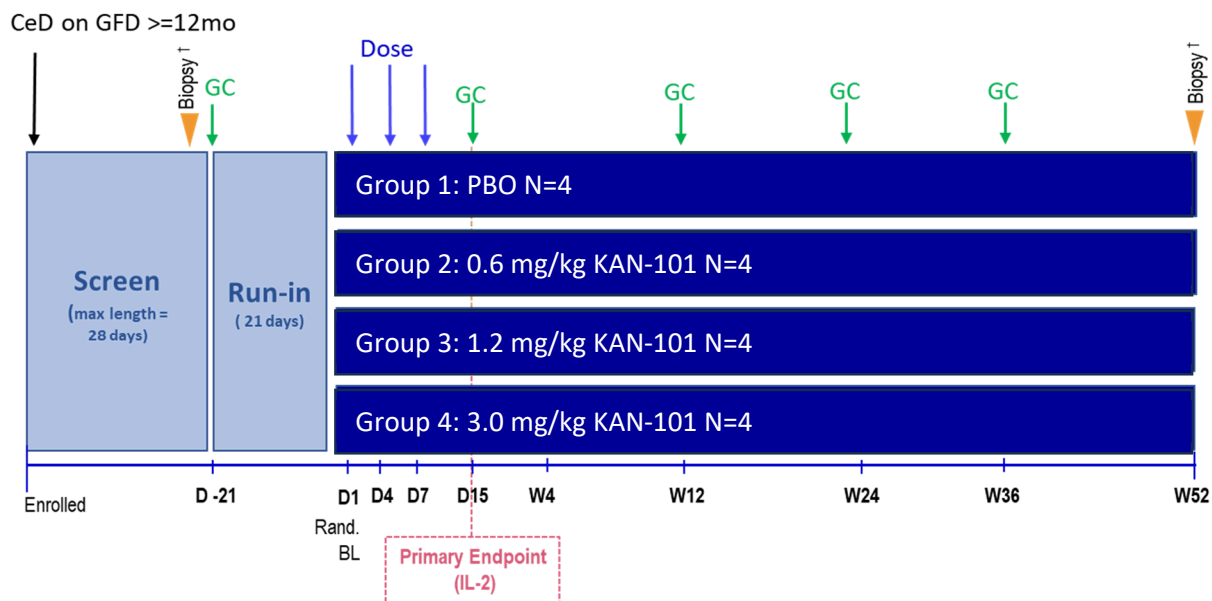 CeD on GFD >=12mo
Biopsy †
GC
Dose
GC
GC
GC
GC
Biopsy †
Screen
(max length =
28 days)
Run-in
( 21 days)
Group 1: PBO N=4
Group 2: 0.6 mg/kg KAN-101 N=4
Group 3: 1.2 mg/kg KAN-101 N=4
Group 4: 3.0 mg/kg KAN-101 N=4
Enrolled
D -21
D1
D4
D7
D15
W4
W12
W24
W36
W52
Rand.
BL
Primary Endpoint
(IL-2)